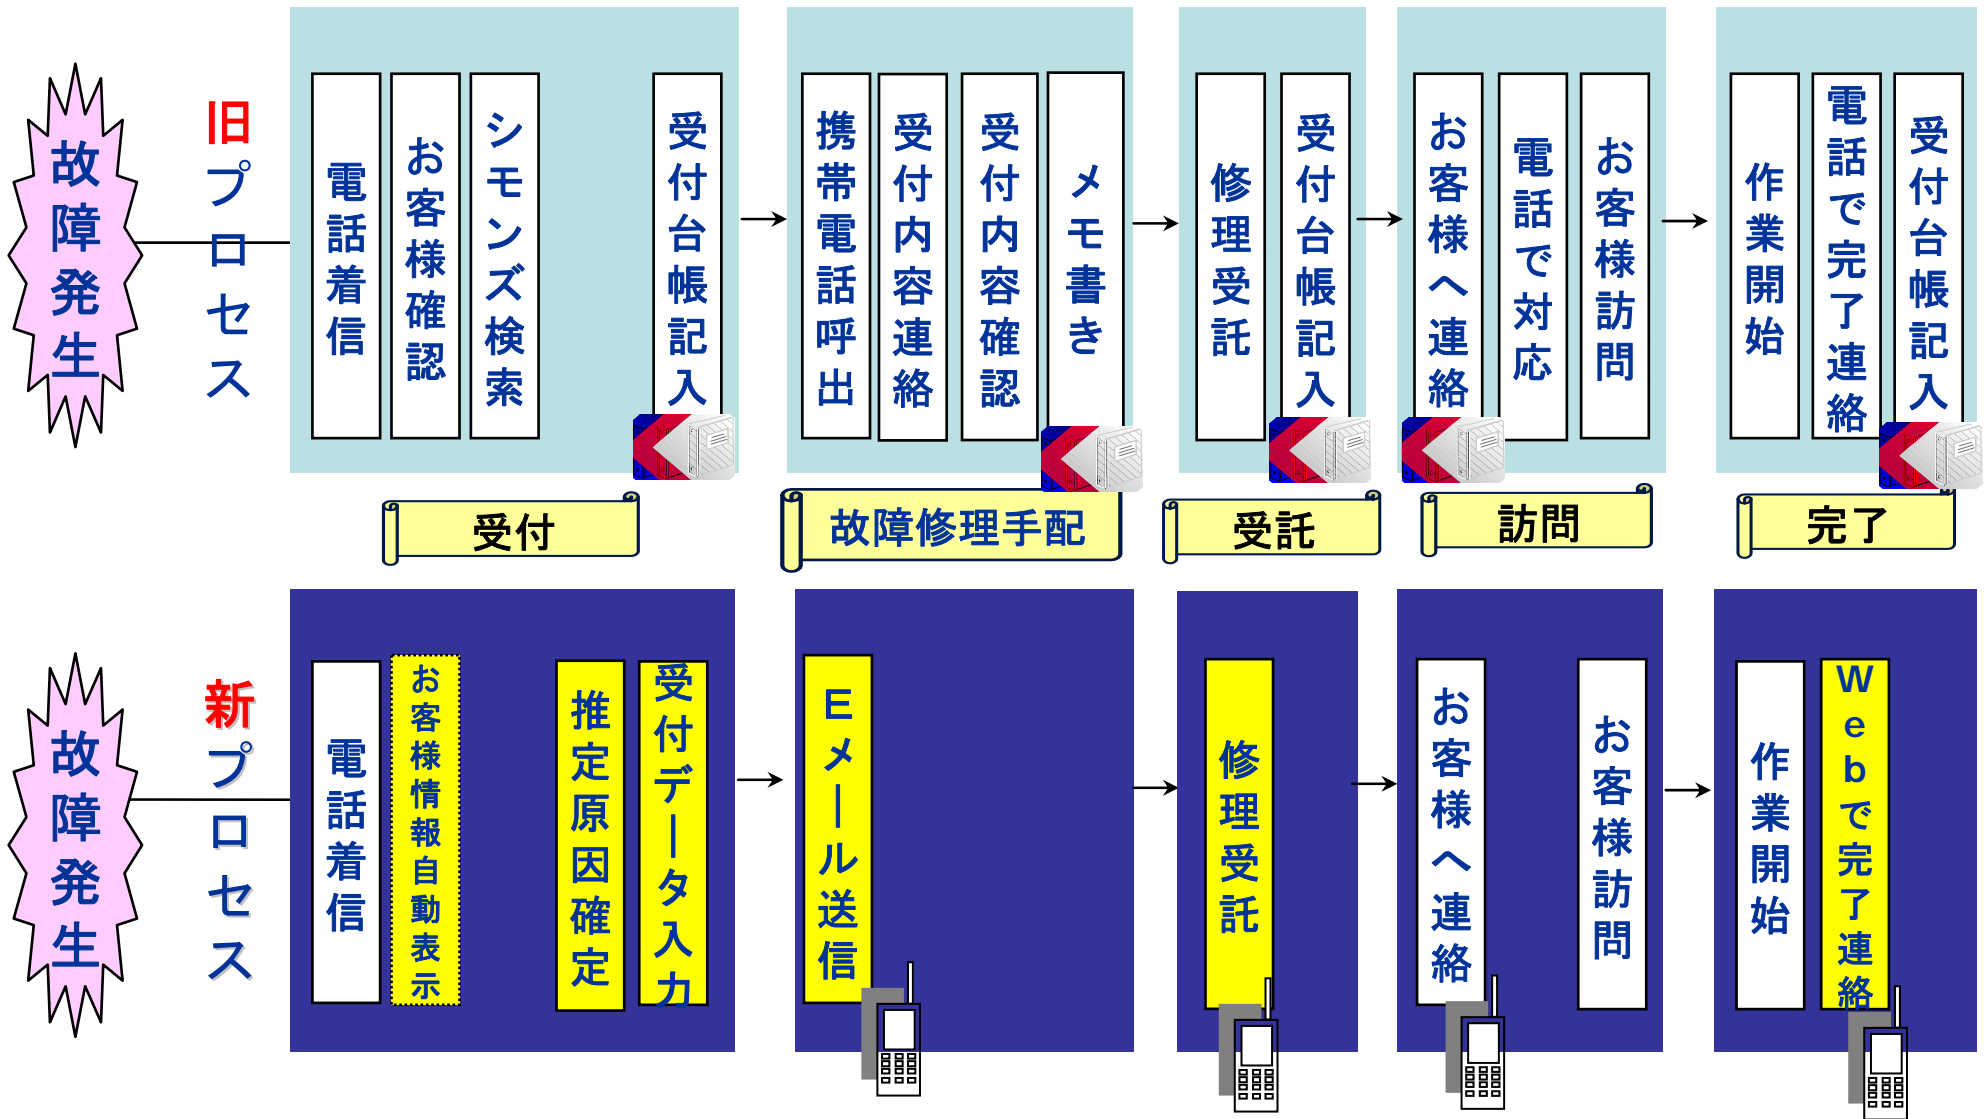 故障発生
旧プロセス
電話着信
お客様確認
シモンズ検索
受付台帳記入
携帯電話呼出
受付内容連絡
受付内容確認
メモ書き
修理受託
受付台帳記入
お客様へ連絡
電話で対応
お客様訪問
作業開始
電話で完了連絡
受付台帳記入
受付
故障修理手配
受託
訪問
完了
故障発生
新プロセス
電話着信
お客様情報自動表示
推定原因確定
受付データ入力
Eメール送信
修理受託
お客様へ連絡
お客様訪問
作業開始
Webで完了連絡